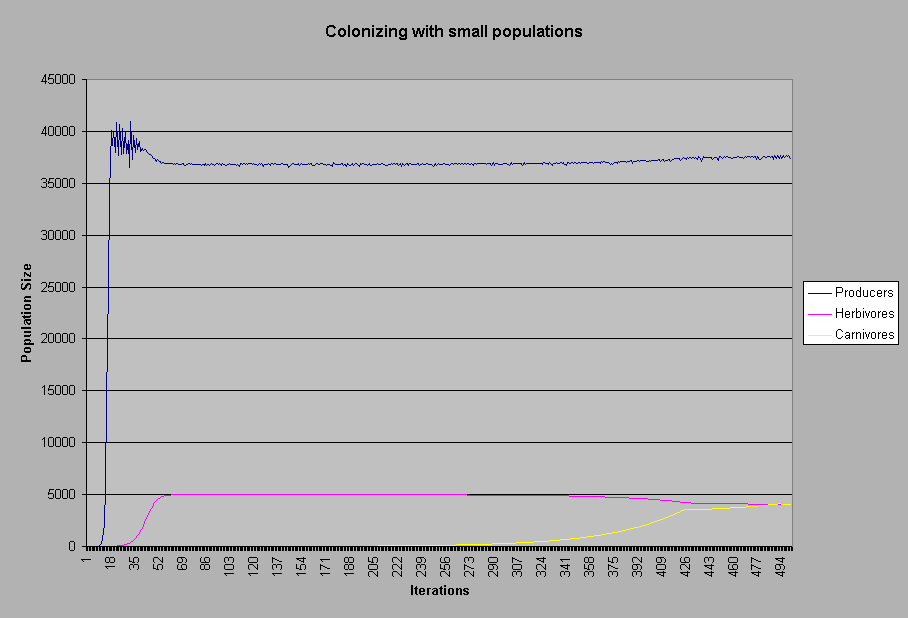 Colonizing with small populations
45000
40000
35000
30000
25000
20000
15000
10000
5000
0
Population Size
1 18 35 52 69 86 103 120 137 154 171 188 205 222 239 256 273 290 307 324 341 358 375 392 409 426 443 460 477 494
Iterations
Producers
Herbivores
Carnivores